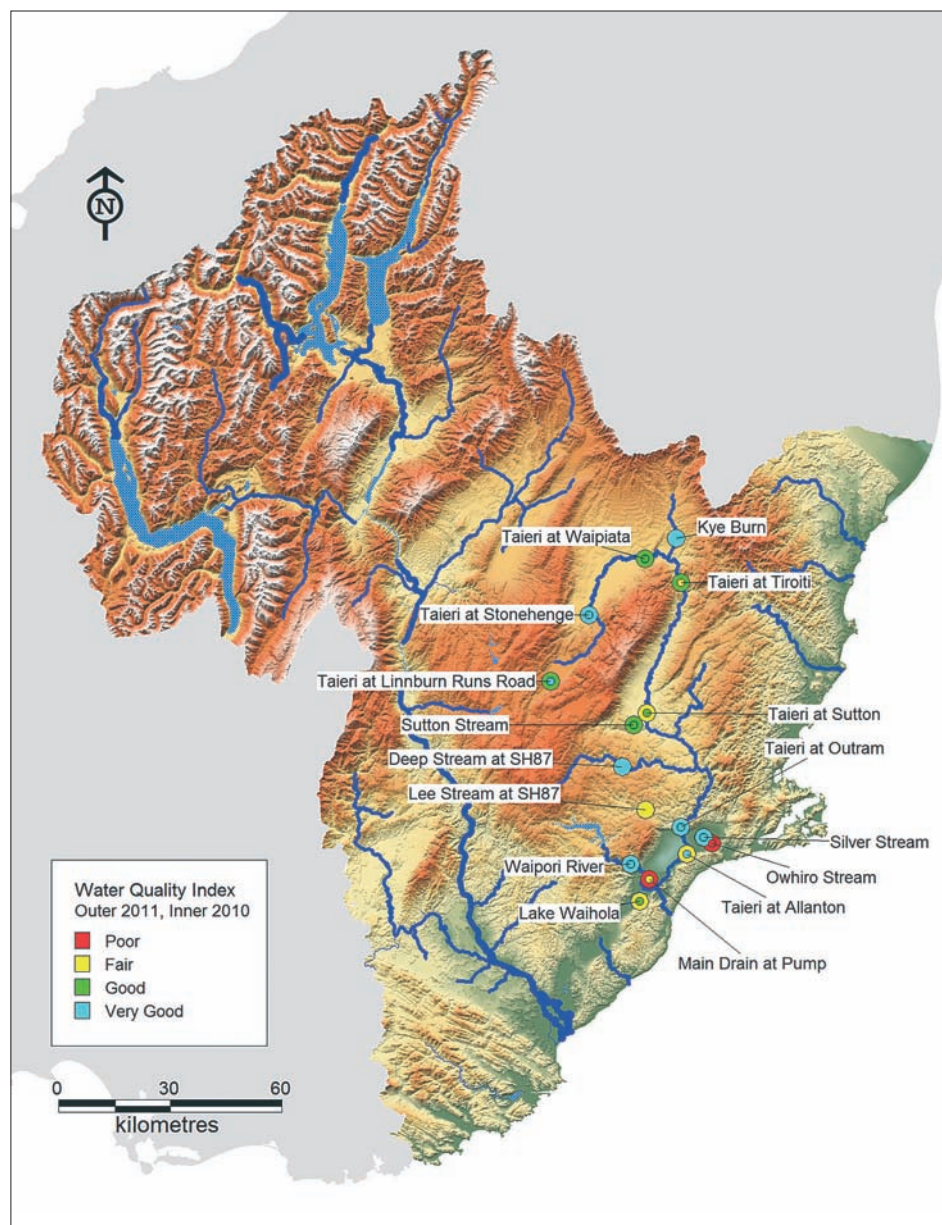 N
Kye Burn
Taieri at Waipiata
Taieri at Tiroiti
Taieri at Stonehenge
Taieri at Linnburn Runs Road
Taieri at Sutton
Sutton Stream
Taieri at Outram
Deep Stream at SH87
Lee Stream at SH87
Silver Stream
Waipori River
Owhiro Stream
Taieri at Allanton
Lake Waihola
Main Drain at Pump
Water Quality Index
Outer 2011, Inner 2010
Poor
Fair
Good
Very Good
0 30 60
kilometres